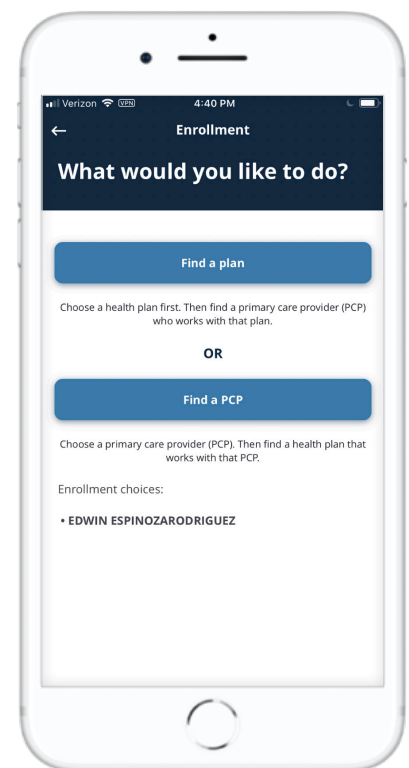 Verizon VPN 4:40 PM
Enrollment
What would you like to do?
Find a plan
Choose a health plan first. Then find a primary care provider (PCP)
who works with that plan.
OR
Find a PCP
Choose a primary care provider (PCP). Then find a health plan that
works with that PCP.
Enrollment choices:
• EDWIN ESPINOZARODRIGUEZ